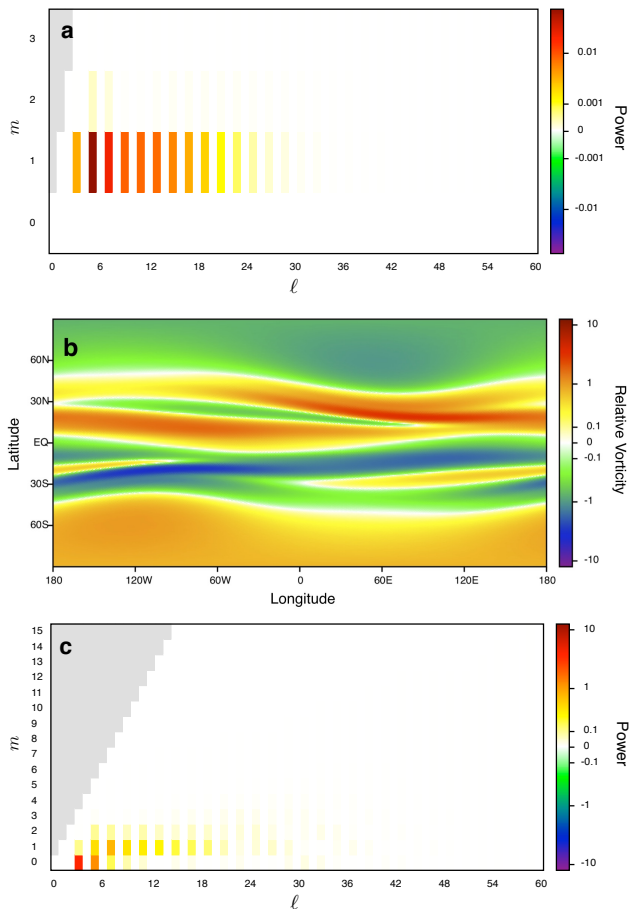 a
3
2
1
0
m
0 6 12 18 24 30 36 42 48 54 60
ℓ
0.01
0.001
0
-0.001
-0.01
Power
b
60N
30N
EQ
30S
60S
Latitude
180 120W 60W 0 60E 120E 180
Longitude
10
1
0.1
0
-0.1
-1
-10
Relative Vorticity
c
15
14
13
12
11
10
9
8
7
6
5
4
3
2
1
0
m
0 6 12 18 24 30 36 42 48 54 60
ℓ
10
1
0.1
0
-0.1
-1
-10
Power